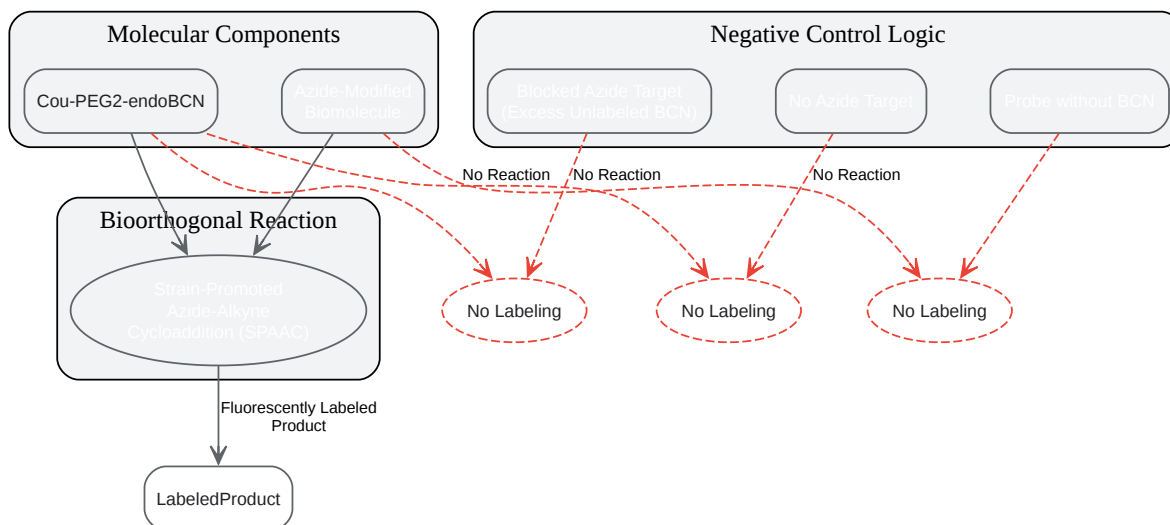 Molecular Components
Negative Control Logic
Cou-PEG2-endoBCN
Azide-Modified
Biomolecule
Blocked Azide Target
(Excess Unlabeled BCN)
No Azide Target
Probe without BCN
No Reaction
No Reaction
No Reaction
Bioorthogonal Reaction
Strain-Promoted
Azide-Alkyne
Cycloaddition (SPAAC)
No Labeling
No Labeling
No Labeling
Fluorescently Labeled
Product
LabeledProduct